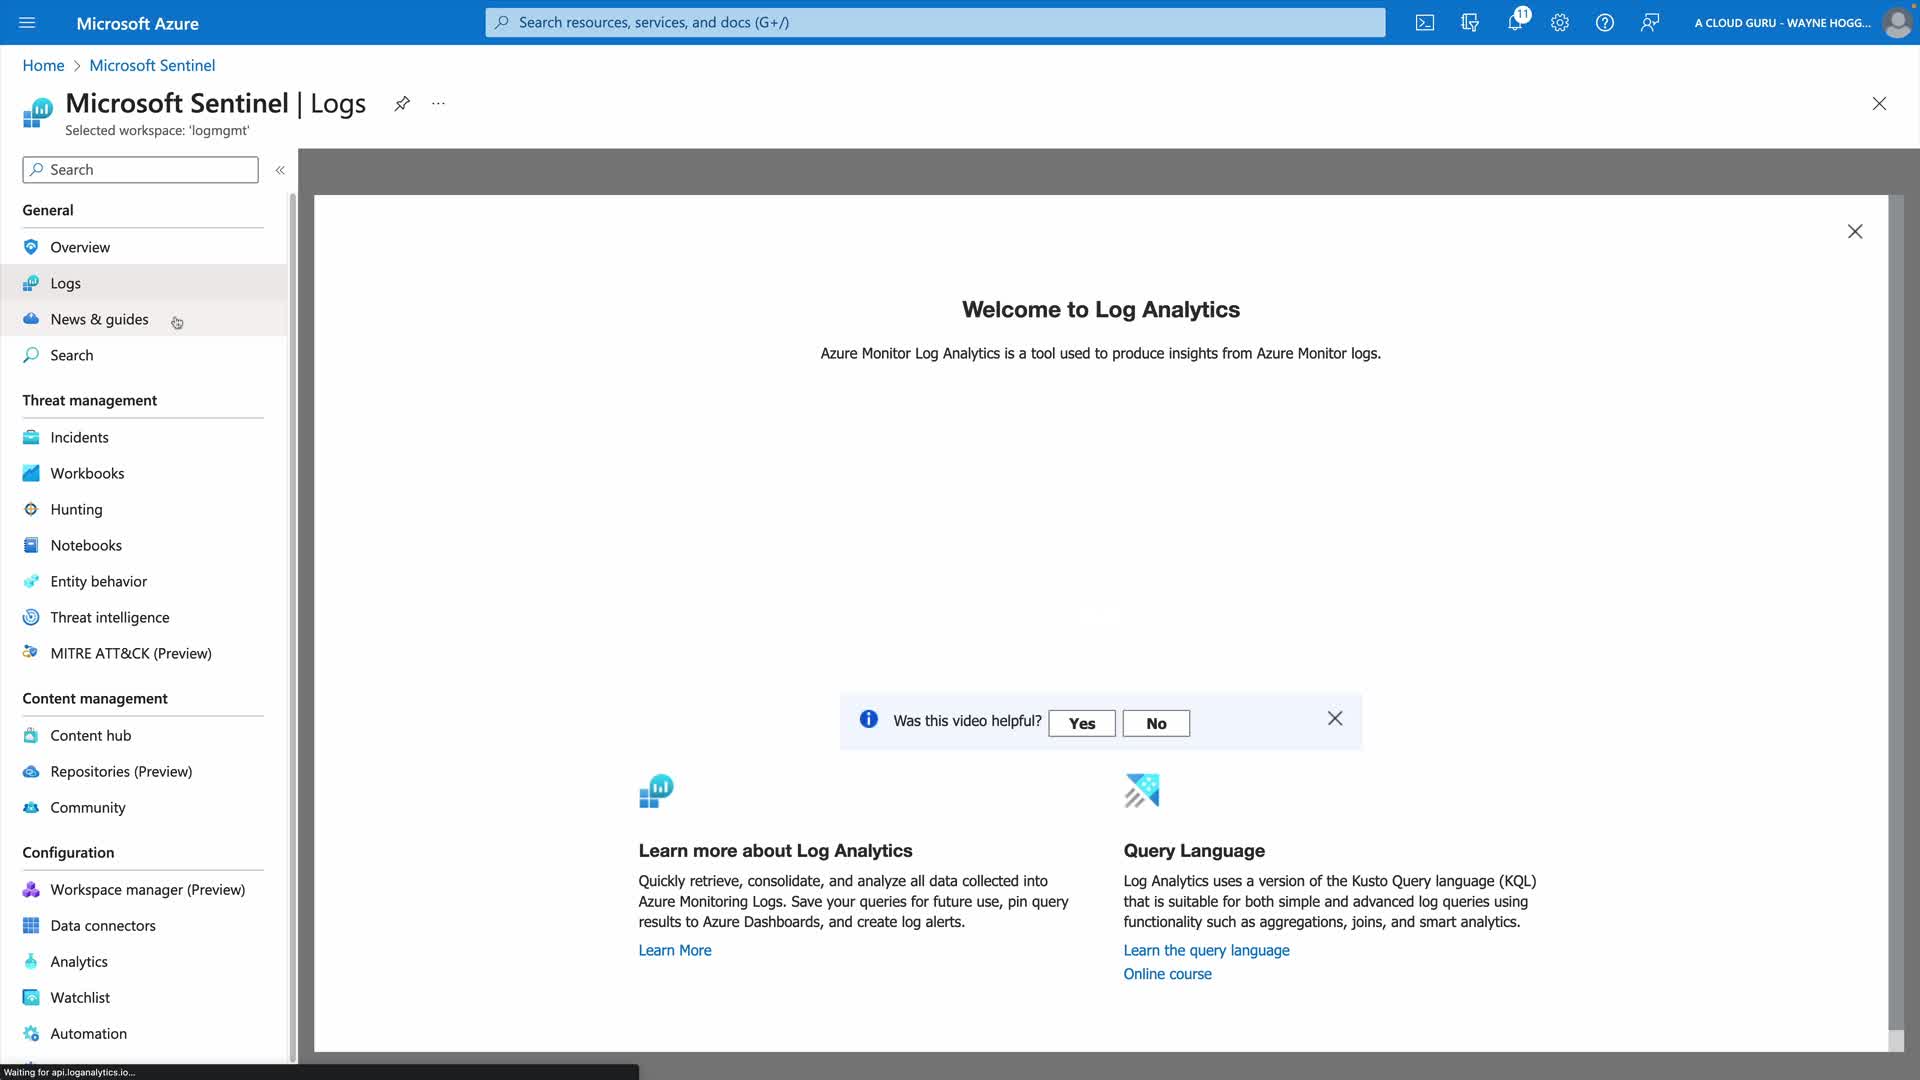 Microsoft Azure
Search resources, services, and docs (G+/)
11
A CLOUD GURU - WAYNE HOGG...
Home > Microsoft Sentinel
Microsoft Sentinel | Logs
...
Selected workspace: 'logmgmt'
Search
«
General
Overview
Logs
News & guides
Search
Threat management
Incidents
Workbooks
Hunting
Notebooks
Entity behavior
Threat intelligence
MITRE ATT&CK (Preview)
Content management
Content hub
Repositories (Preview)
Community
Configuration
Workspace manager (Preview)
Data connectors
Analytics
Watchlist
Automation
Waiting for api.loganalytics.io...
Welcome to Log Analytics
Azure Monitor Log Analytics is a tool used to produce insights from Azure Monitor logs.
Was this video helpful? Yes No
Learn more about Log Analytics
Quickly retrieve, consolidate, and analyze all data collected into
Azure Monitoring Logs. Save your queries for future use, pin query
results to Azure Dashboards, and create log alerts.
Learn More
Query Language
Log Analytics uses a version of the Kusto Query language (KQL)
that is suitable for both simple and advanced log queries using
functionality such as aggregations, joins, and smart analytics.
Learn the query language
Online course